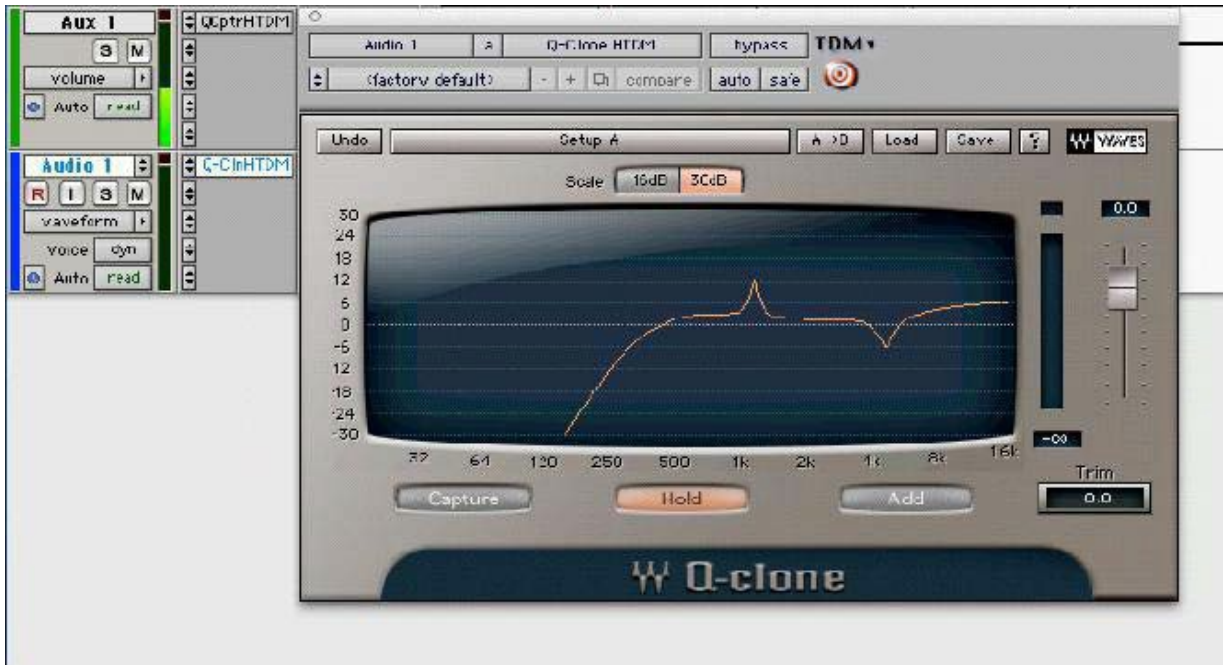 Aux 1
QCptrHTDM
S M
volume
Auto read
Audio 1
Q-ClnHTDM
R I S M
waveform
voice dyn
Auto read
Audio 1 a Q-Clone HTDM bypass TDM
<factory default> - + compare auto safe
Undo Setup A Load Save ? WAVES
Scale 30dB
0.0
30
24
18
12
6
0
-6
12
-18
-24
-30
32 64 250 500 1k 2k 4k 8k 16k
-∞
Capture Hold Add
Trim
0.0
Q-clone